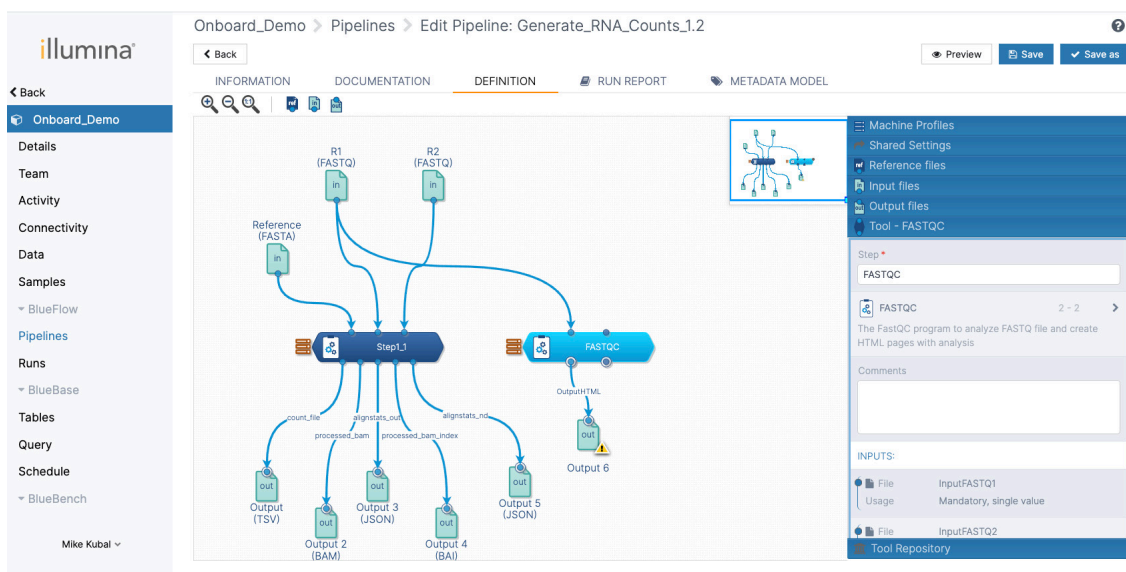 Onboard_Demo > Pipelines > Edit Pipeline: Generate_RNA_Counts_1.2
?
illumina®
Back
Preview
Save
Save as
INFORMATION
DOCUMENTATION
DEFINITION
RUN REPORT
METADATA MODEL
Back
Onboard_Demo
Details
Team
Activity
Connectivity
Data
Samples
BlueFlow
Pipelines
Runs
BlueBase
Tables
Query
Schedule
BlueBench
Mike Kubal
1:1
ref
in
out
R1
(FASTQ)
in
R2
(FASTQ)
in
Reference
(FASTA)
in
Step1_1
FASTQC
OutputHTML
count_file
alignstats_out
alignstats_nd
processed_bam
processed_bam_index
out
Output 6
out
Output
(TSV)
out
Output 2
(BAM)
out
Output 3
(JSON)
out
Output 4
(BAI)
out
Output 5
(JSON)
Machine Profiles
Shared Settings
ref Reference files
Input files
Output files
Tool - FASTQC
Step *
FASTQC
FASTQC 2 - 2
The FastQC program to analyze FASTQ file and create
HTML pages with analysis
Comments
INPUTS:
File InputFASTQ1
Usage Mandatory, single value
File InputFASTQ2
Tool Repository